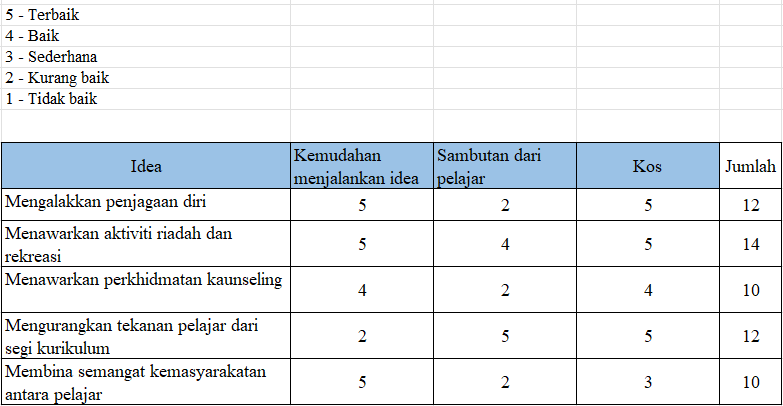 5 - Terbaik
4 - Baik
3 - Sederhana
2 - Kurang baik
1 - Tidak baik
Idea
Kemudahan
menjalankan idea
Sambutan dari
pelajar
Kos
Jumlah
Mengalakkan penjagaan diri
5
2
5
12
Menawarkan aktiviti riadah dan
rekreasi
5
4
5
14
Menawarkan perkhidmatan kaunseling
4
2
4
10
Mengurangkan tekanan pelajar dari
segi kurikulum
2
5
5
12
Membina semangat kemasyarakatan
antara pelajar
5
2
3
10